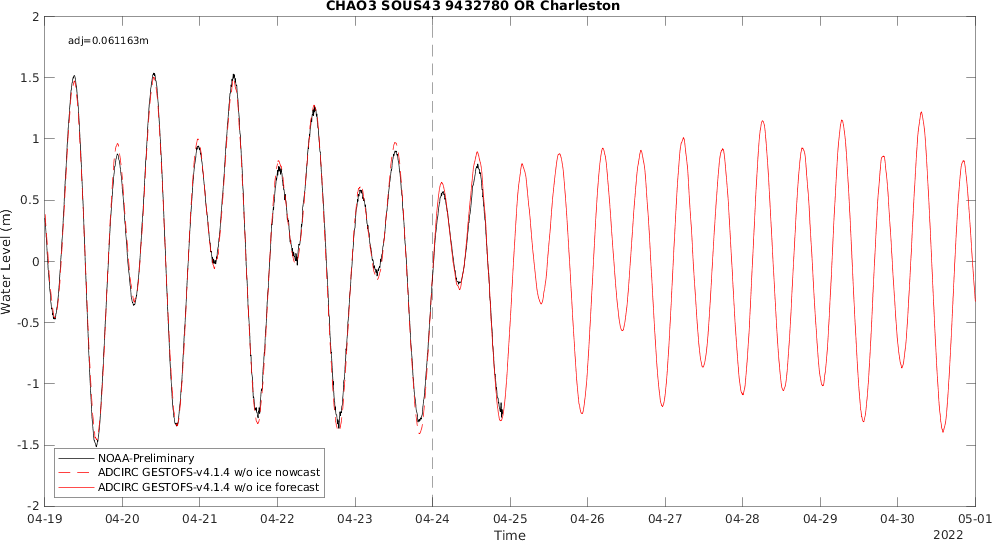 CHAO3 SOUS43 9432780 OR Charleston
adj=0.061163m
2
1.5
1
0.5
0
-0.5
-1
-1.5
-2
Water Level (m)
NOAA-Preliminary
ADCIRC GESTOFS-v4.1.4 w/o ice nowcast
ADCIRC GESTOFS-v4.1.4 w/o ice forecast
04-19 04-20 04-21 04-22 04-23 04-24 04-25 04-26 04-27 04-28 04-29 04-30 05-01
Time
2022